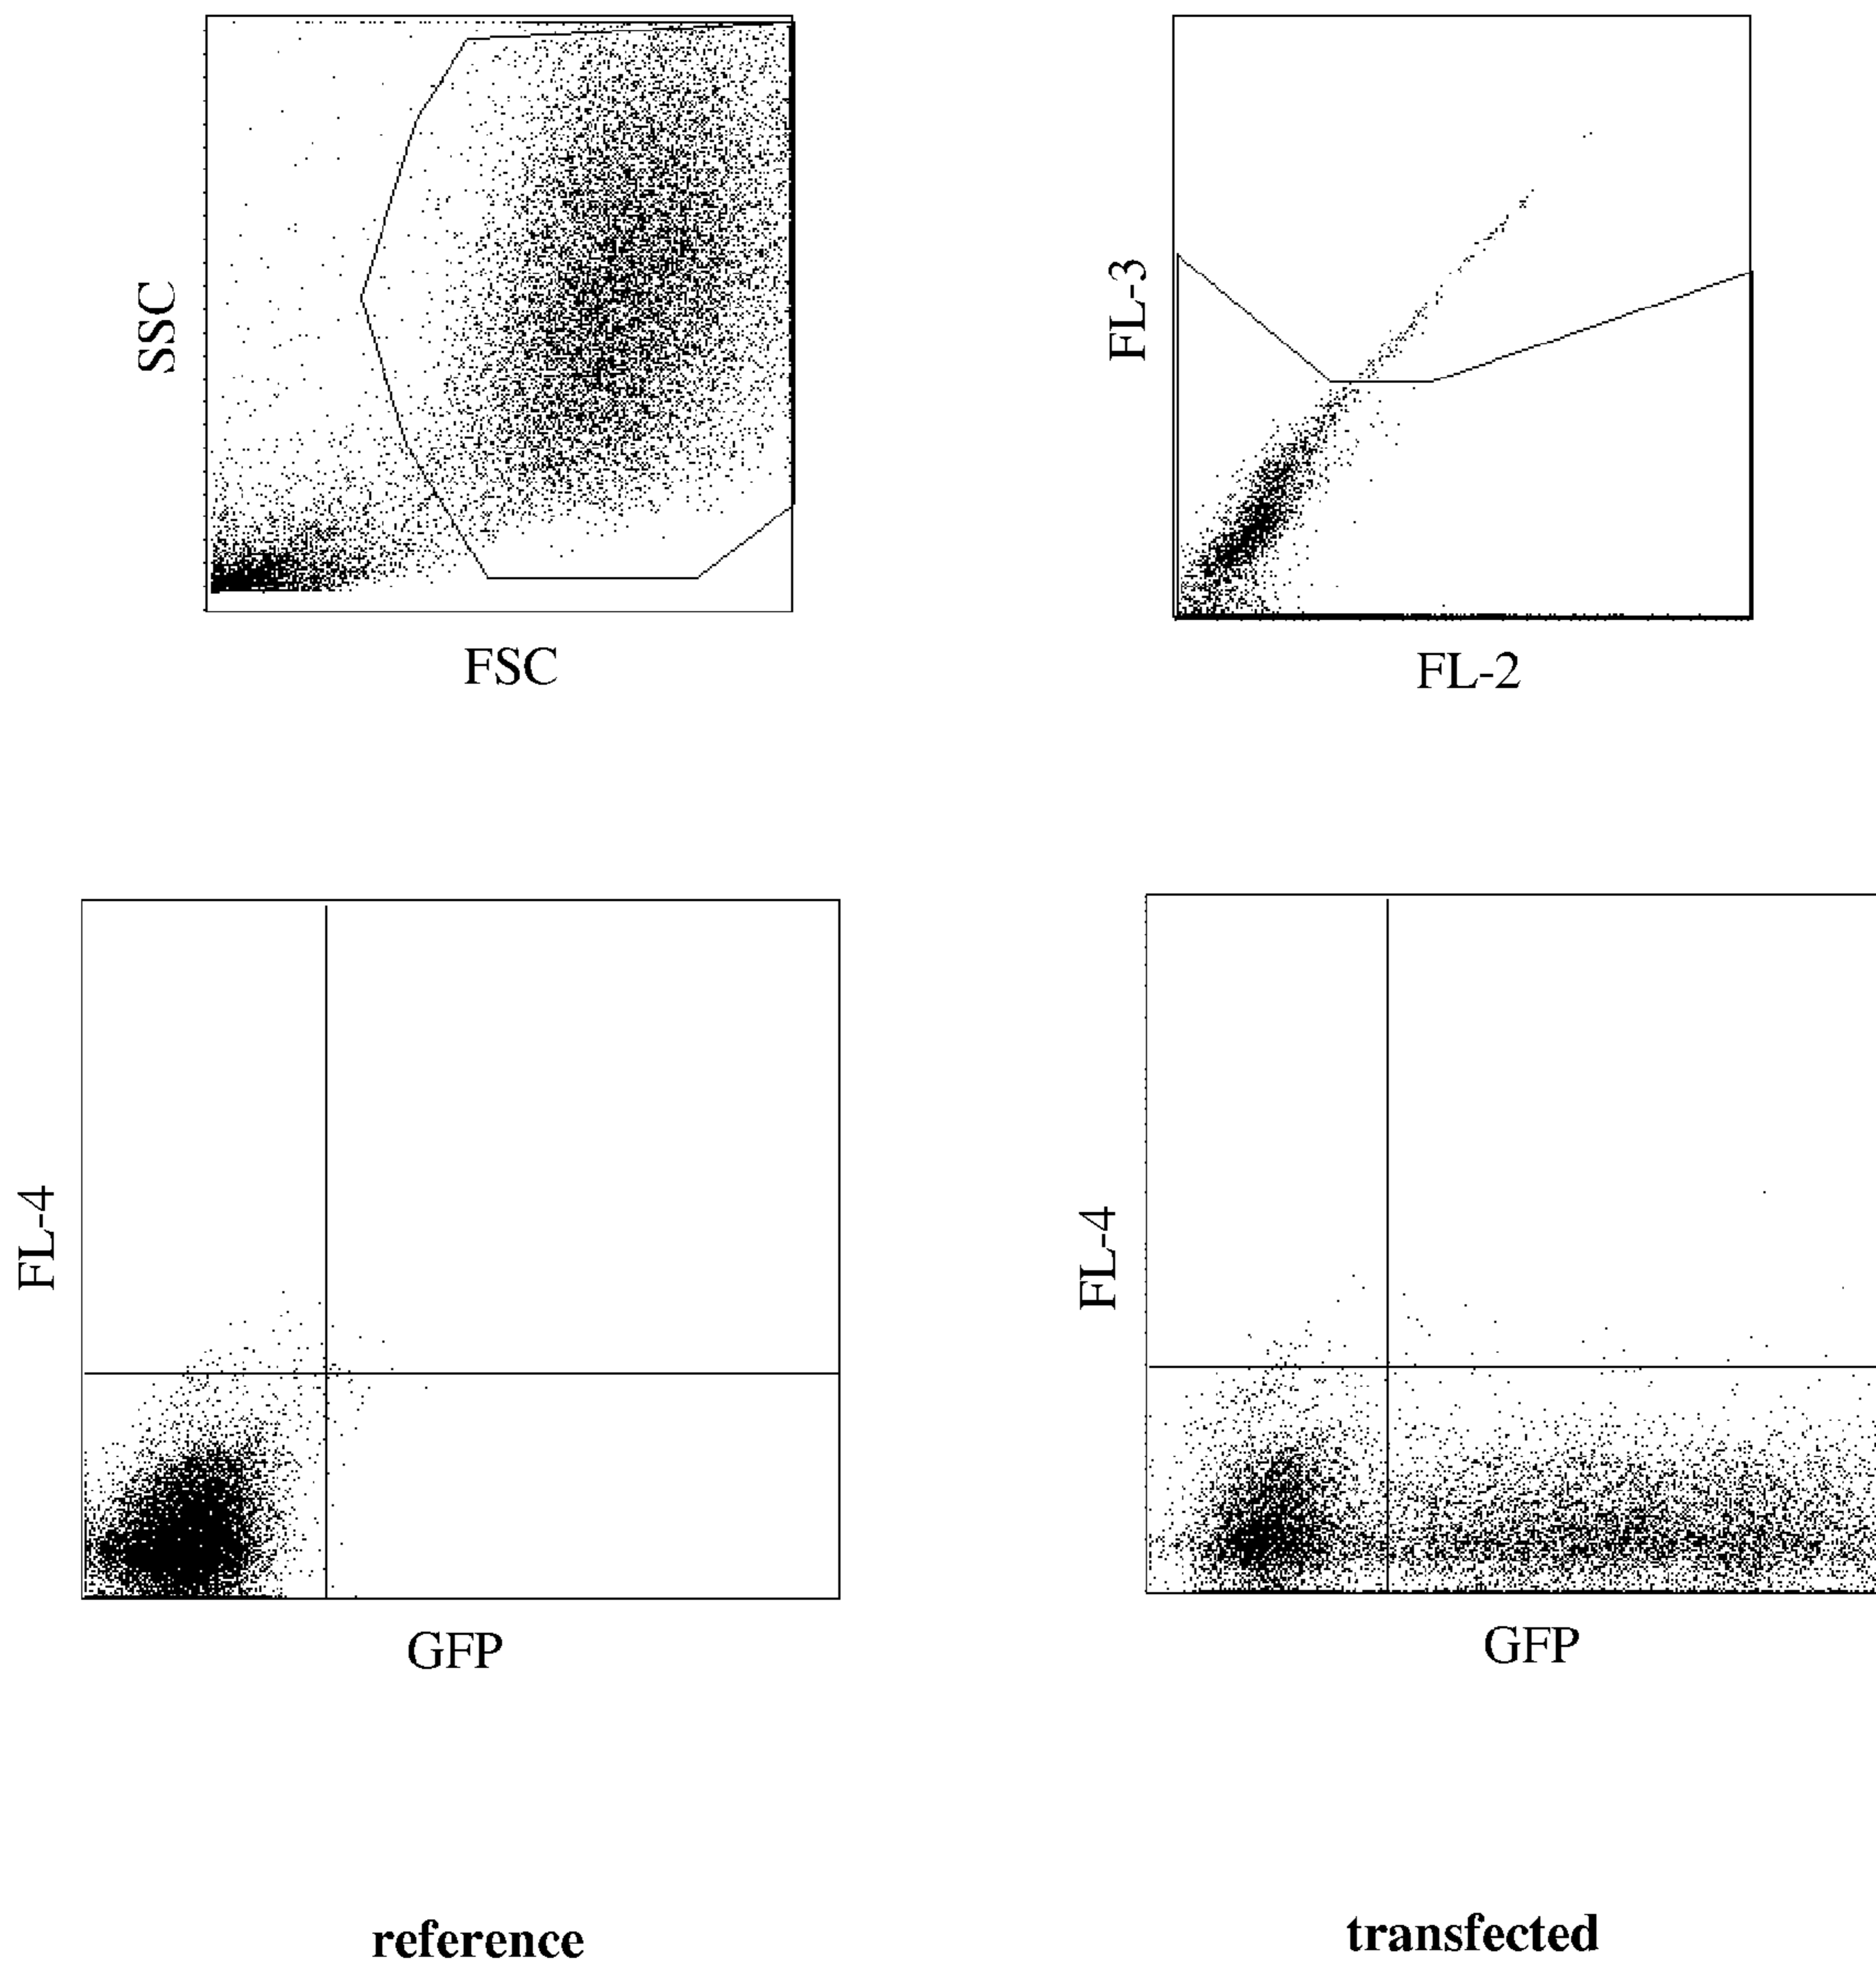 SSC
FSC
FL-3
FL-2
FL-4
GFP
FL-4
GFP
reference
transfected